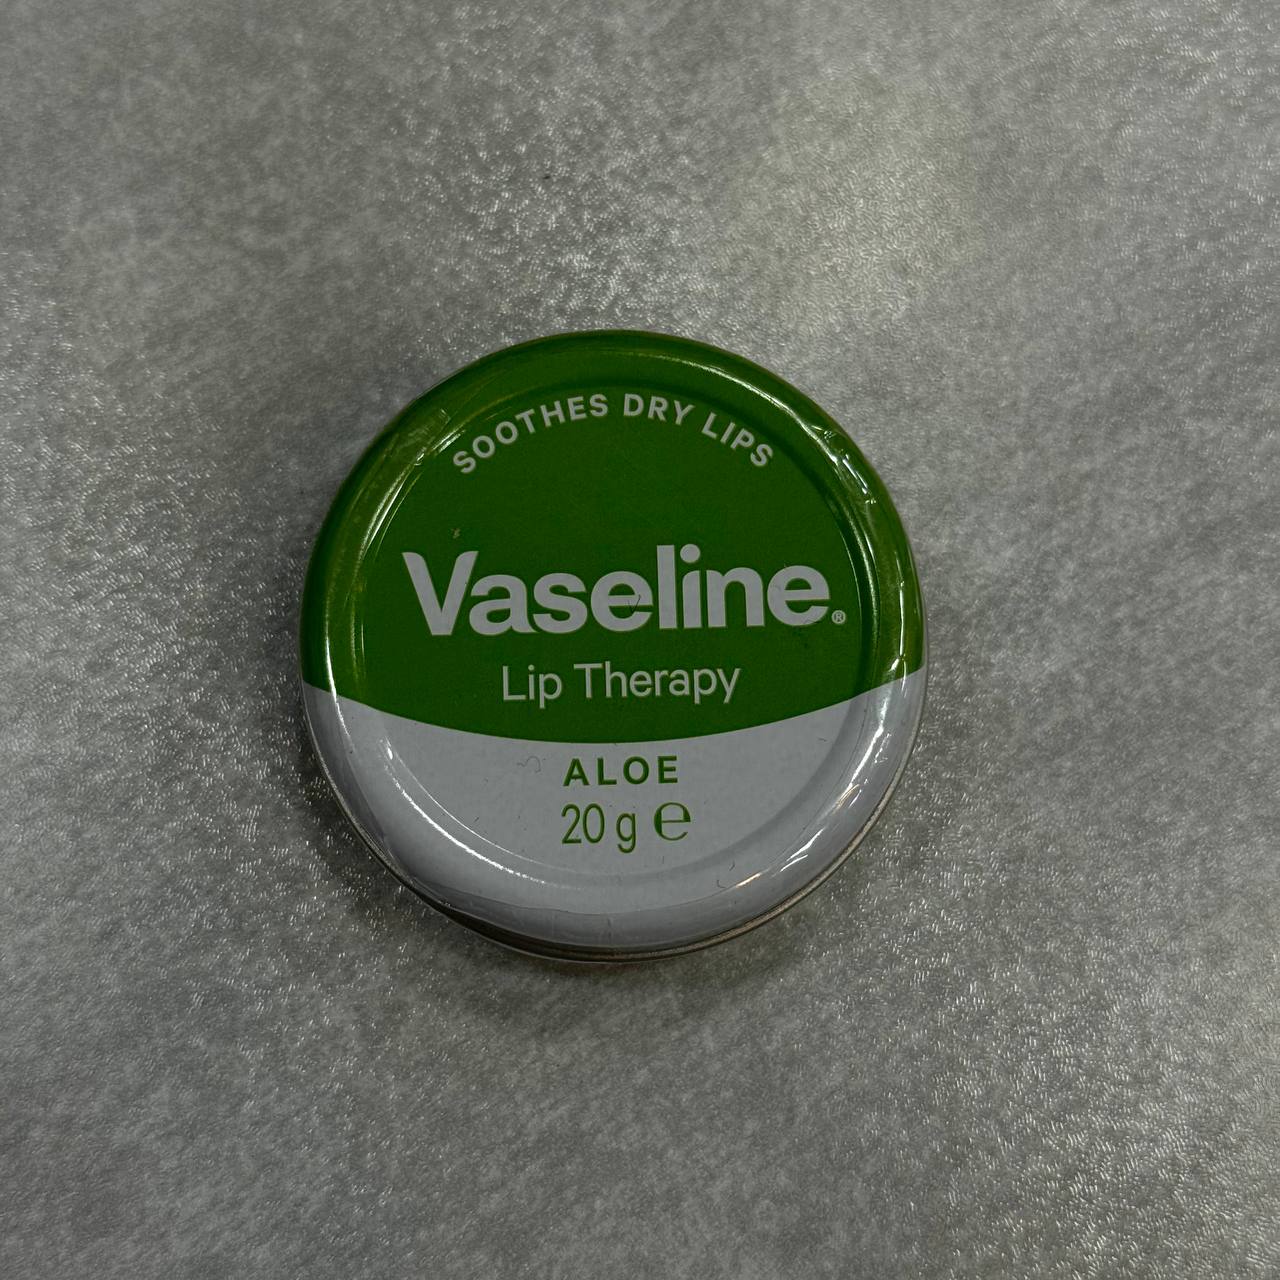 SOOTHES DRY LIPS
Vaseline®
Lip Therapy
ALOE
20 g ℮